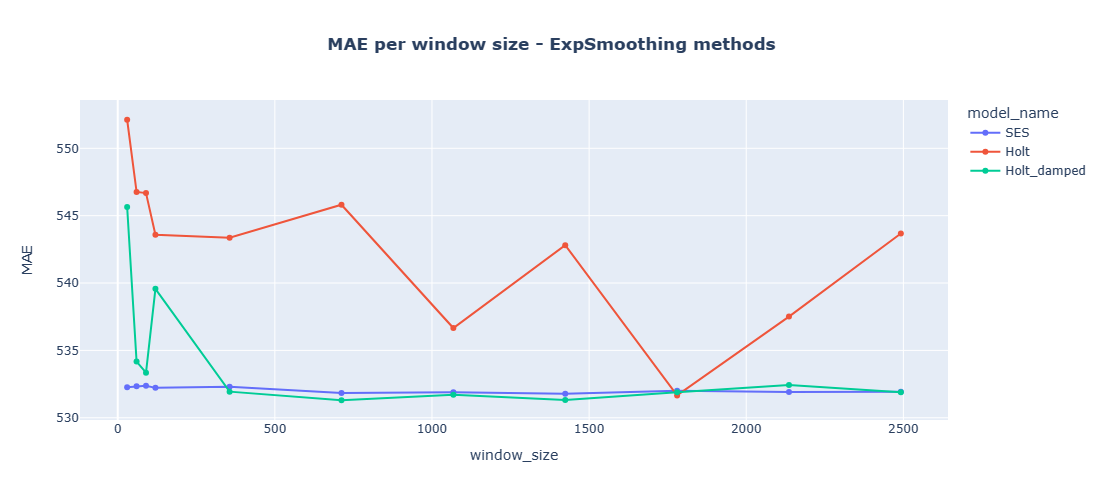 MAE per window size - ExpSmoothing methods
model_name
SES
Holt
Holt_damped
MAE
550
545
540
535
530
0
500
1000
1500
2000
2500
window_size